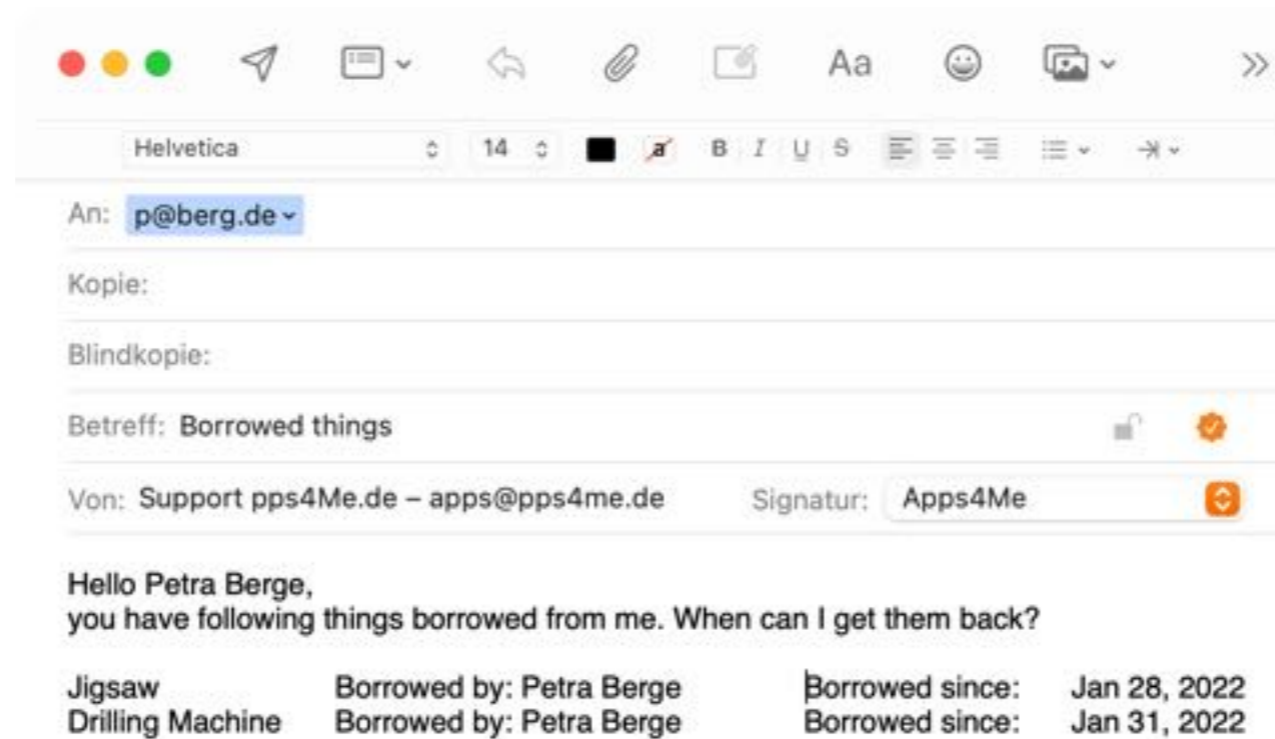 Aa
Helvetica 14 a B I U S
An: p@berg.de
Kopie:
Blindkopie:
Betreff: Borrowed things
Von: Support pps4Me.de – apps@pps4me.de Signatur: Apps4Me
Hello Petra Berge,
you have following things borrowed from me. When can I get them back?
Jigsaw Borrowed by: Petra Berge Borrowed since: Jan 28, 2022
Drilling Machine Borrowed by: Petra Berge Borrowed since: Jan 31, 2022